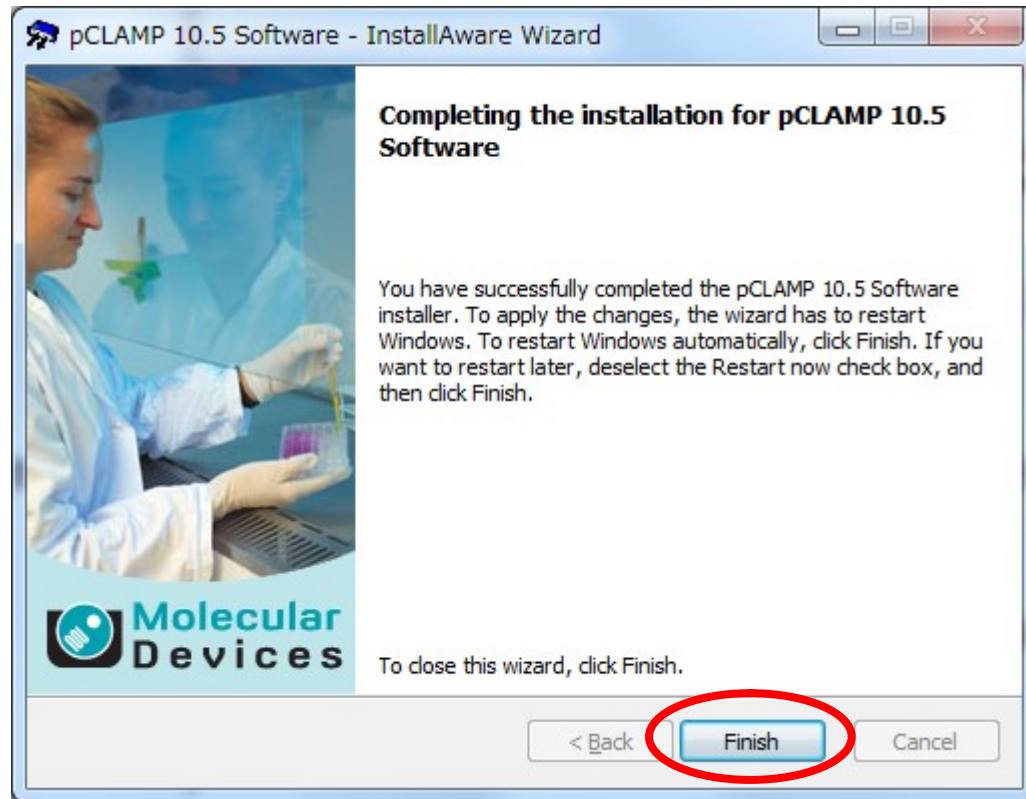 pCLAMP 10.5 Software - InstallAware Wizard
Completing the installation for pCLAMP 10.5
Software
You have successfully completed the pCLAMP 10.5 Software
installer. To apply the changes, the wizard has to restart
Windows. To restart Windows automatically, click Finish. If you
want to restart later, deselect the Restart now check box, and
then click Finish.
Molecular
Devices
To close this wizard, click Finish.
< Back
Finish
Cancel